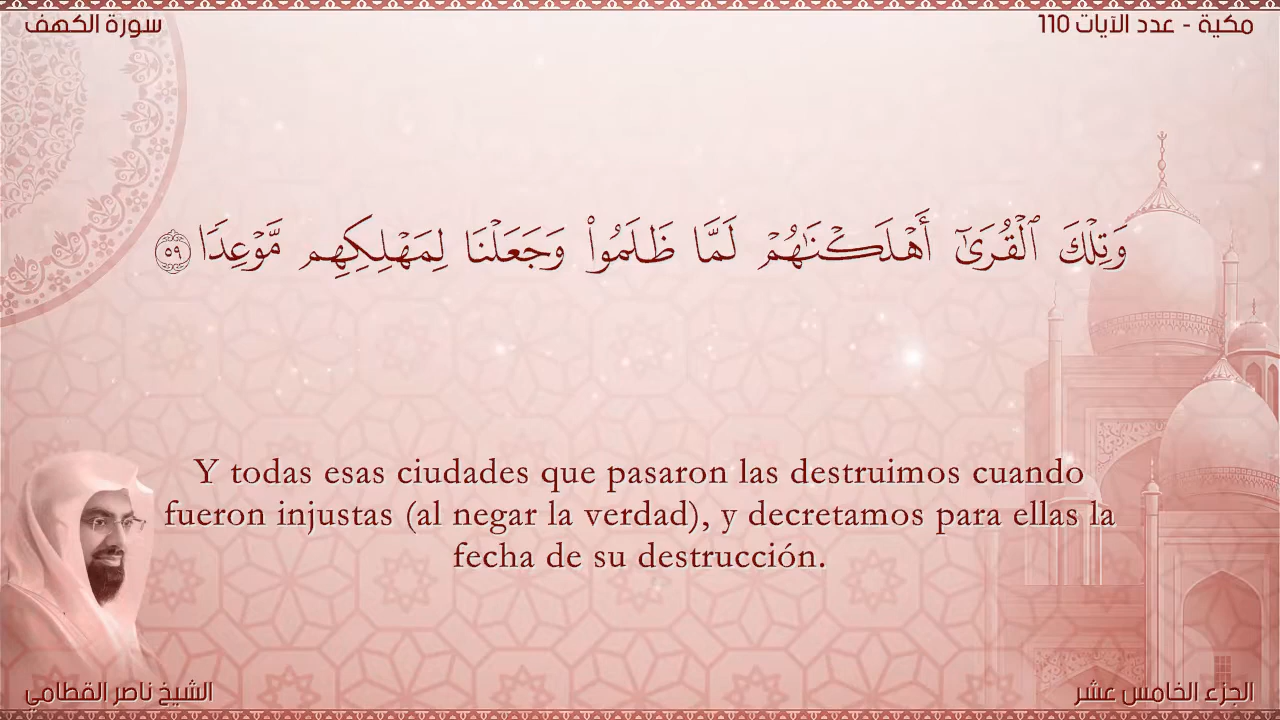 سورة الكهف
مكية - عدد الآيات 110
وَتِلْكَ ٱلْقُرَىٰٓ أَهْلَكْنَٰهُمْ لَمَّا ظَلَمُوا۟ وَجَعَلْنَا لِمَهْلِكِهِم مَّوْعِدًا ٥٩
Y todas esas ciudades que pasaron las destruimos cuando
fueron injustas (al negar la verdad), y decretamos para ellas la
fecha de su destrucción.
الشيخ ناصر القطامي
الجزء الخامس عشر